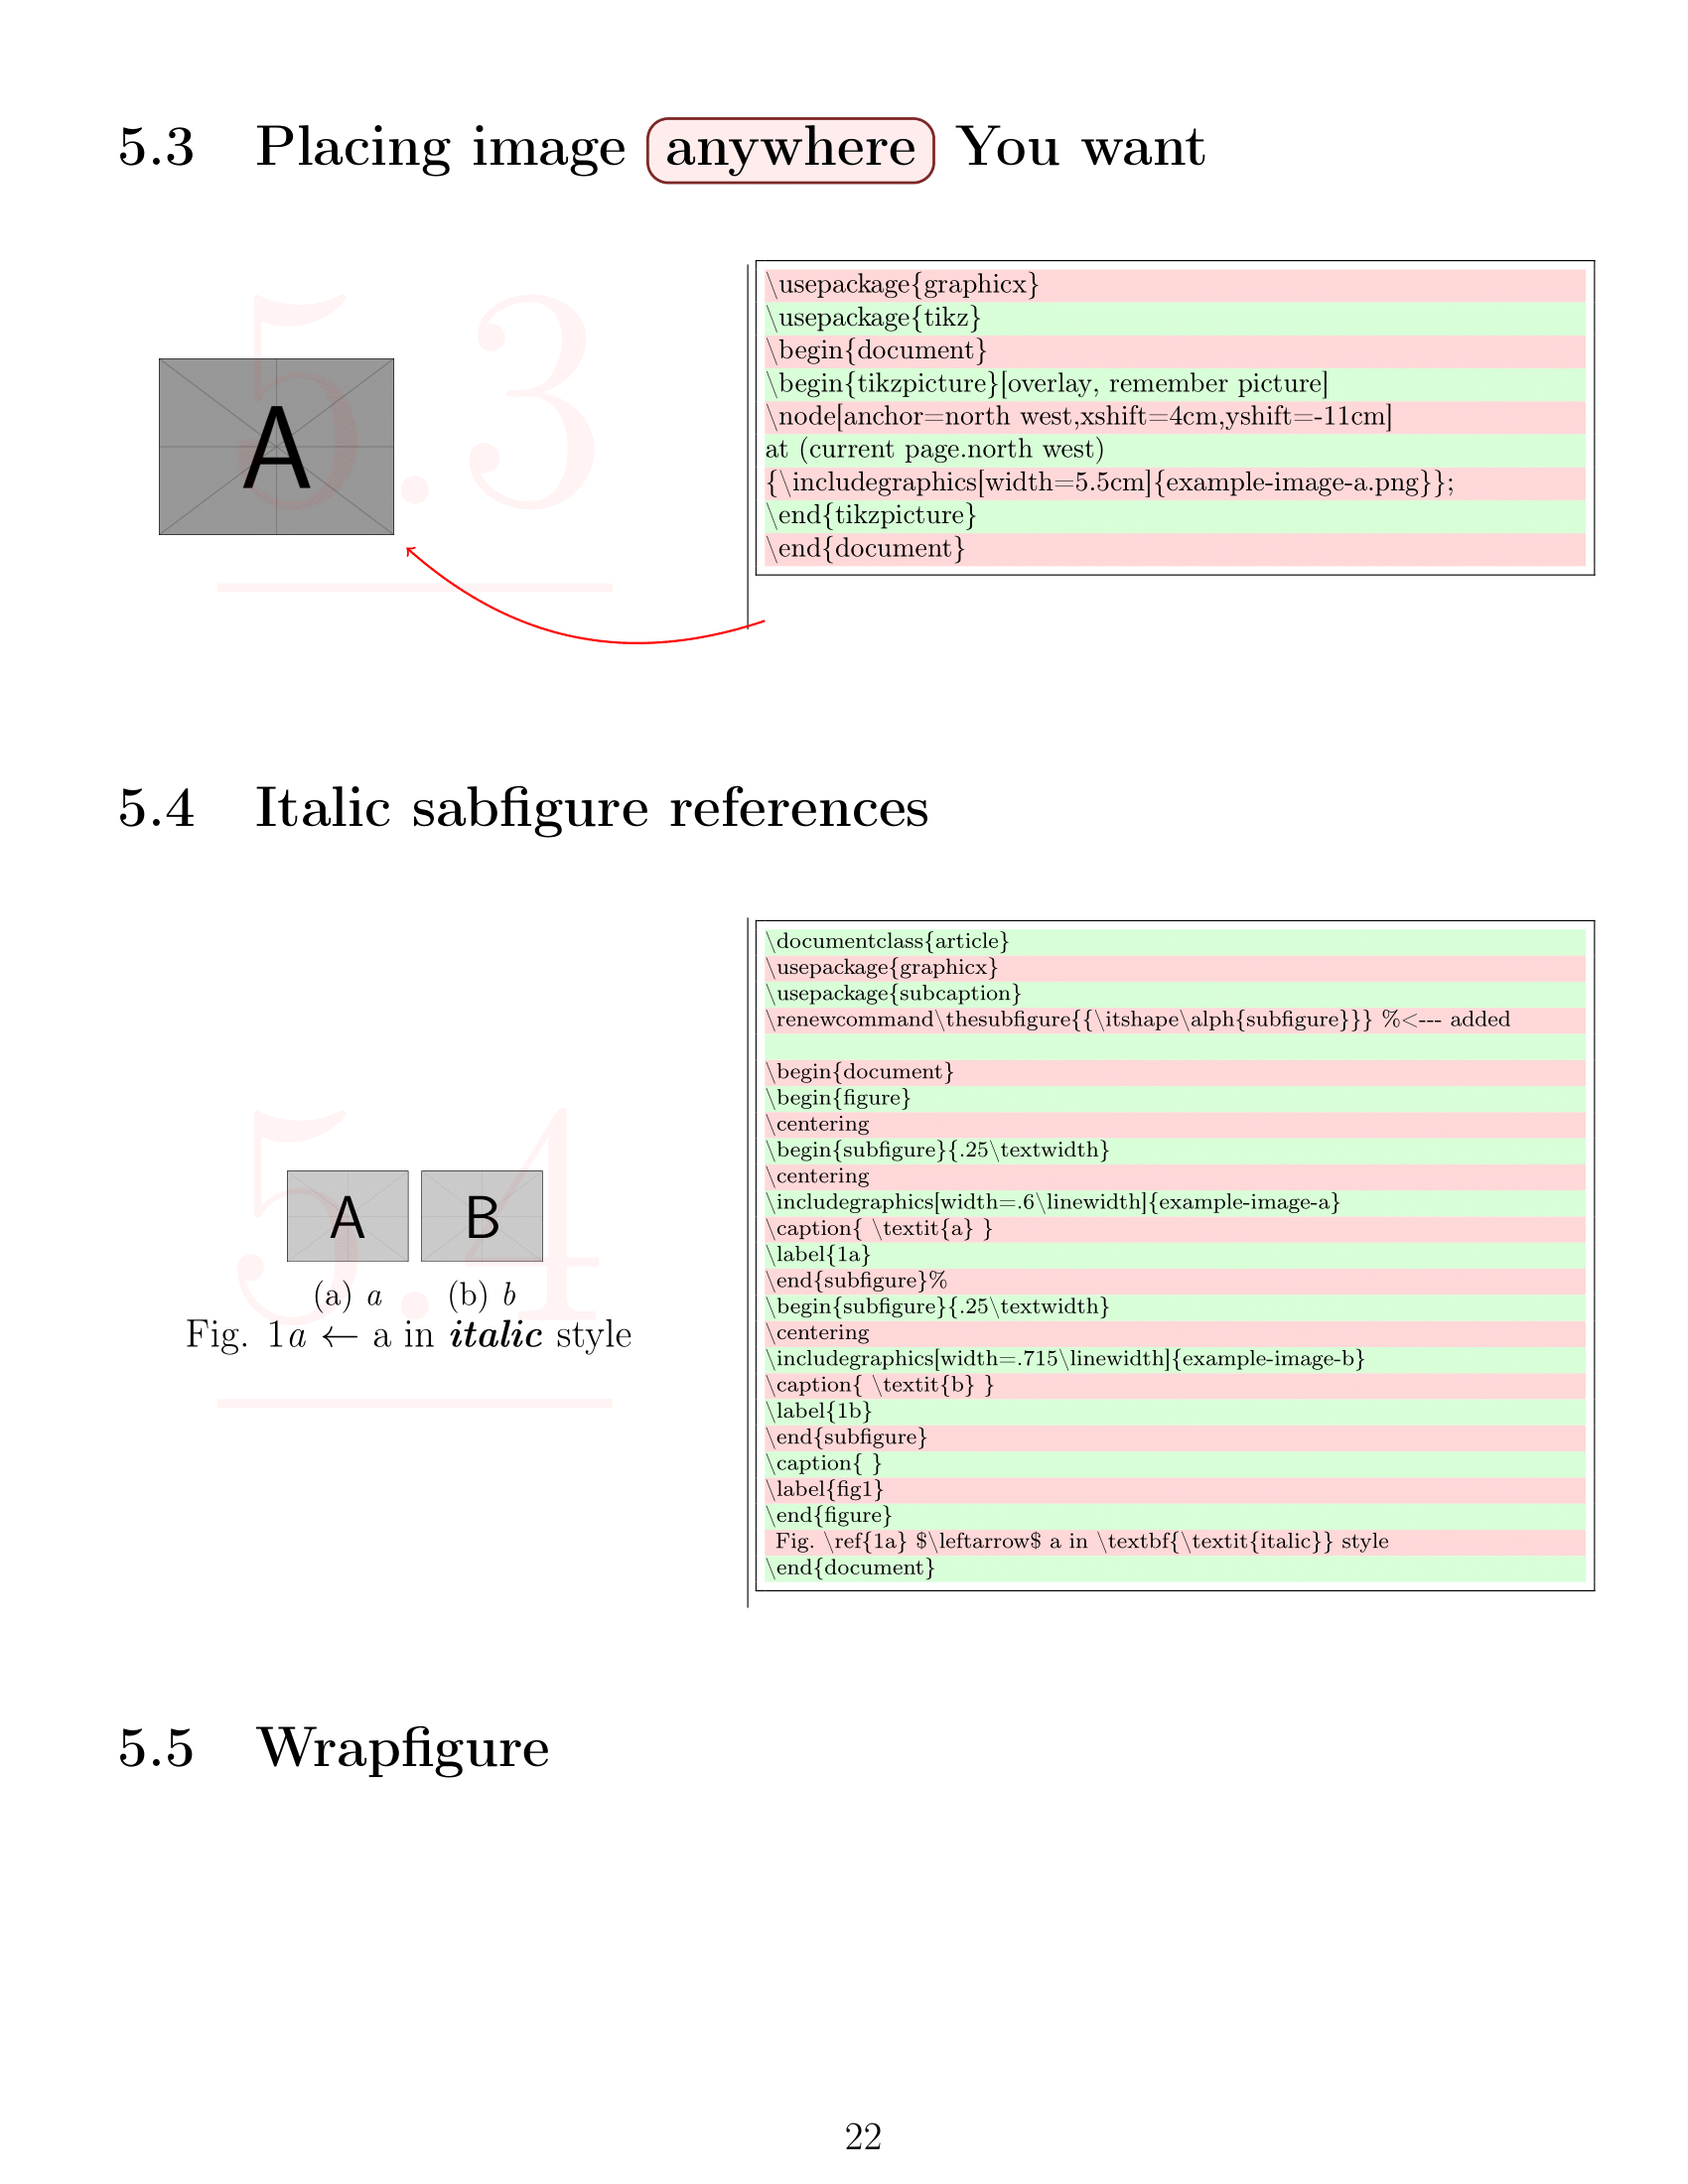 5.3 Placing image anywhere You want
5.3
A
\usepackage{graphicx}
\usepackage{tikz}
\begin{document}
\begin{tikzpicture}[overlay, remember picture]
\node[anchor=north west,xshift=4cm,yshift=-11cm]
at (current page.north west)
{\includegraphics[width=5.5cm]{example-image-a.png}};
\end{tikzpicture}
\end{document}
5.4 Italic sabfigure references
5.4
A B
(a) a (b) b
Fig. 1a ← a in italic style
\documentclass{article}
\usepackage{graphicx}
\usepackage{subcaption}
\renewcommand\thesubfigure{{\itshape\alph{subfigure}}} %<--- added
\begin{document}
\begin{figure}
\centering
\begin{subfigure}{.25\textwidth}
\centering
\includegraphics[width=.6\linewidth]{example-image-a}
\caption{ \textit{a} }
\label{1a}
\end{subfigure}%
\begin{subfigure}{.25\textwidth}
\centering
\includegraphics[width=.715\linewidth]{example-image-b}
\caption{ \textit{b} }
\label{1b}
\end{subfigure}
\caption{ }
\label{fig1}
\end{figure}
Fig. \ref{1a} $\leftarrow$ a in \textbf{\textit{italic}} style
\end{document}
5.5 Wrapfigure
22